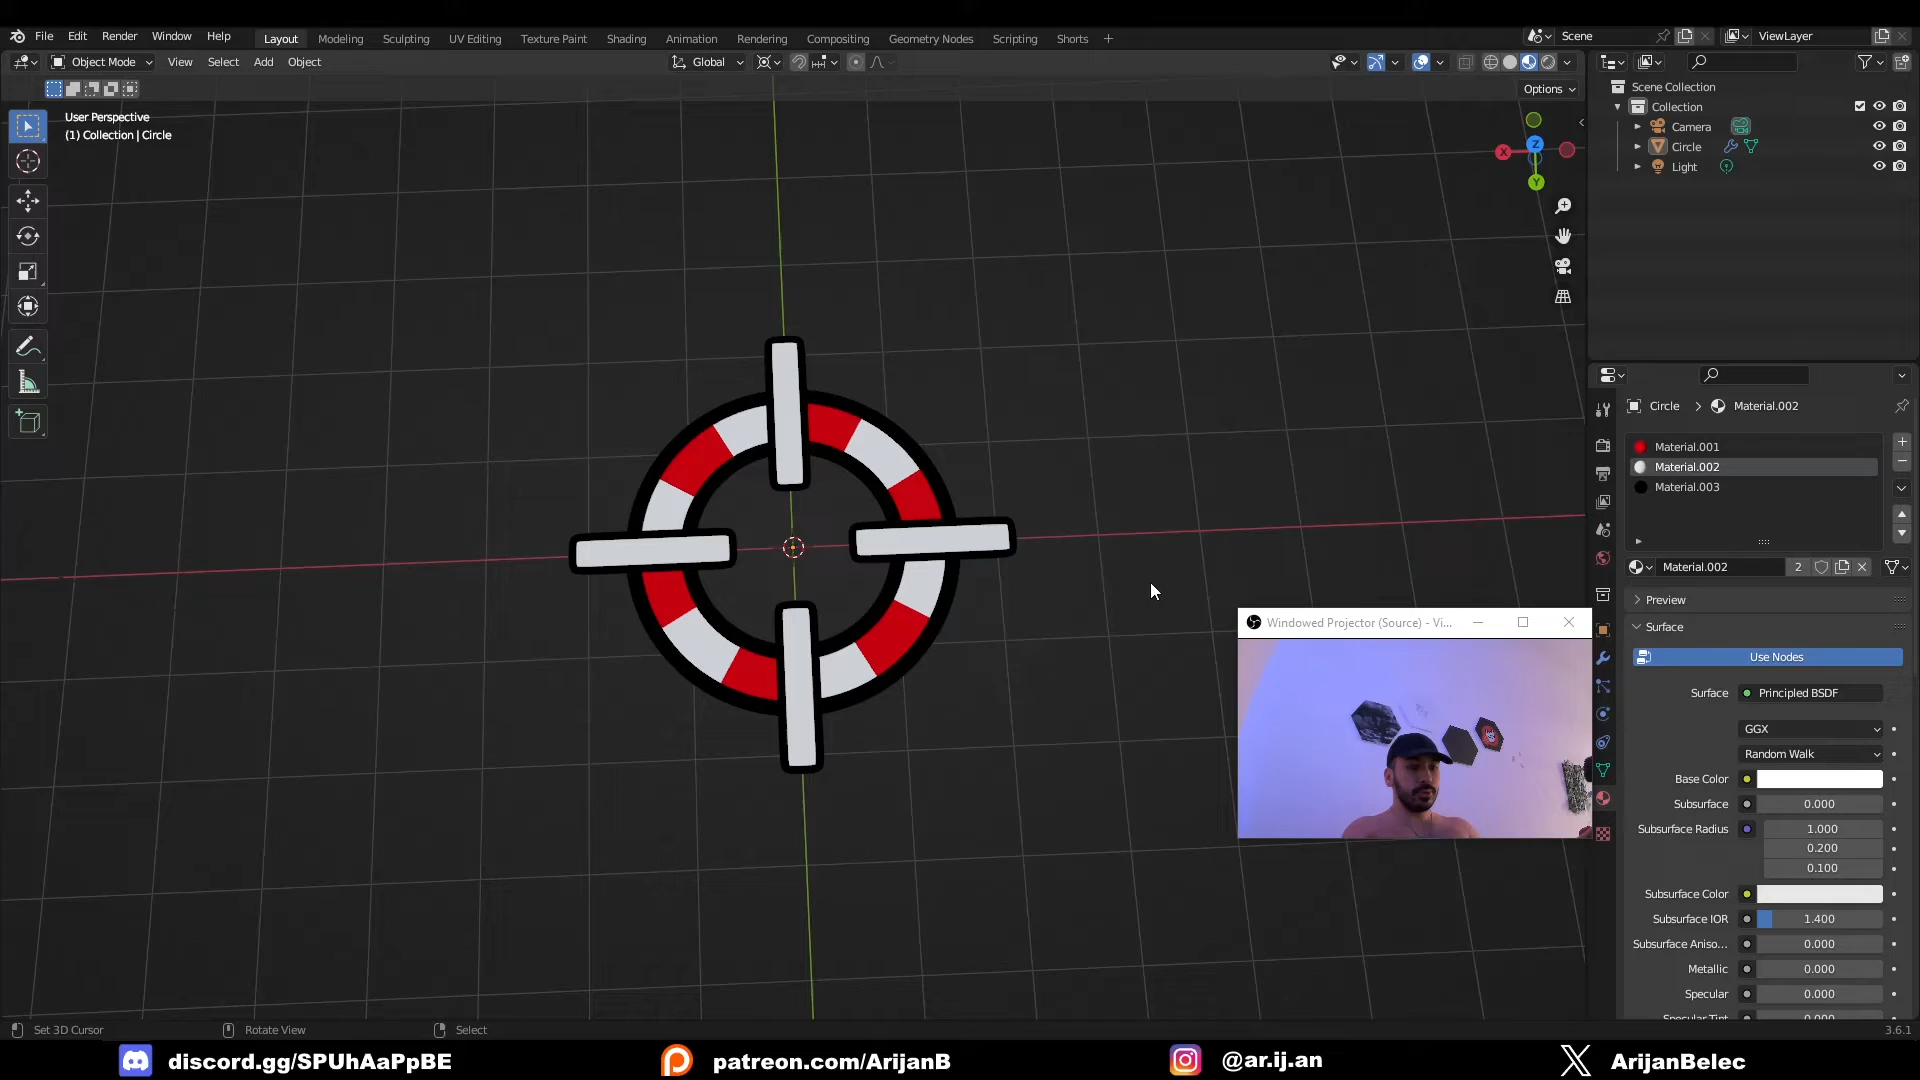 File Edit Render Window Help
Layout Modeling Sculpting UV Editing Texture Paint Shading Animation Rendering Compositing Geometry Nodes Scripting Shorts +
Scene
ViewLayer
Object Mode View Select Add Object
Global
Options
User Perspective
(1) Collection | Circle
X
Z
Y
Scene Collection
Collection
Camera
Circle
Light
Circle > Material.002
Material.001
Material.002
Material.003
Material.002 2
Preview
Surface
Use Nodes
Surface Principled BSDF
GGX
Random Walk
Base Color
Subsurface 0.000
Subsurface Radius 1.000
0.200
0.100
Subsurface Color
Subsurface IOR 1.400
Subsurface Aniso... 0.000
Metallic 0.000
Specular 0.000
Specular Tint 0.000
Windowed Projector (Source) - Vi...
Set 3D Cursor
Rotate View
Select
3.6.1
discord.gg/SPUhAaPpBE
patreon.com/ArijanB
@ar.ij.an
ArijanBelec